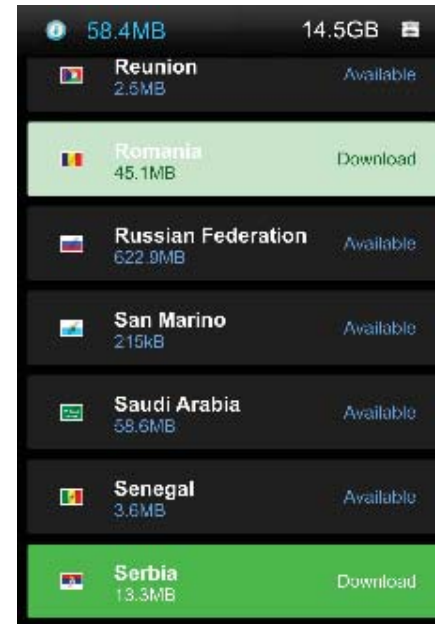 58.4MB 14.5GB
Reunion
Available
2.5MB
Romania
Download
45.1MB
Russian Federation
Available
622.9MB
San Marino
Available
215kB
Saudi Arabia
Available
58.6MB
Senegal
Available
3.6MB
Serbia
Download
13.3MB